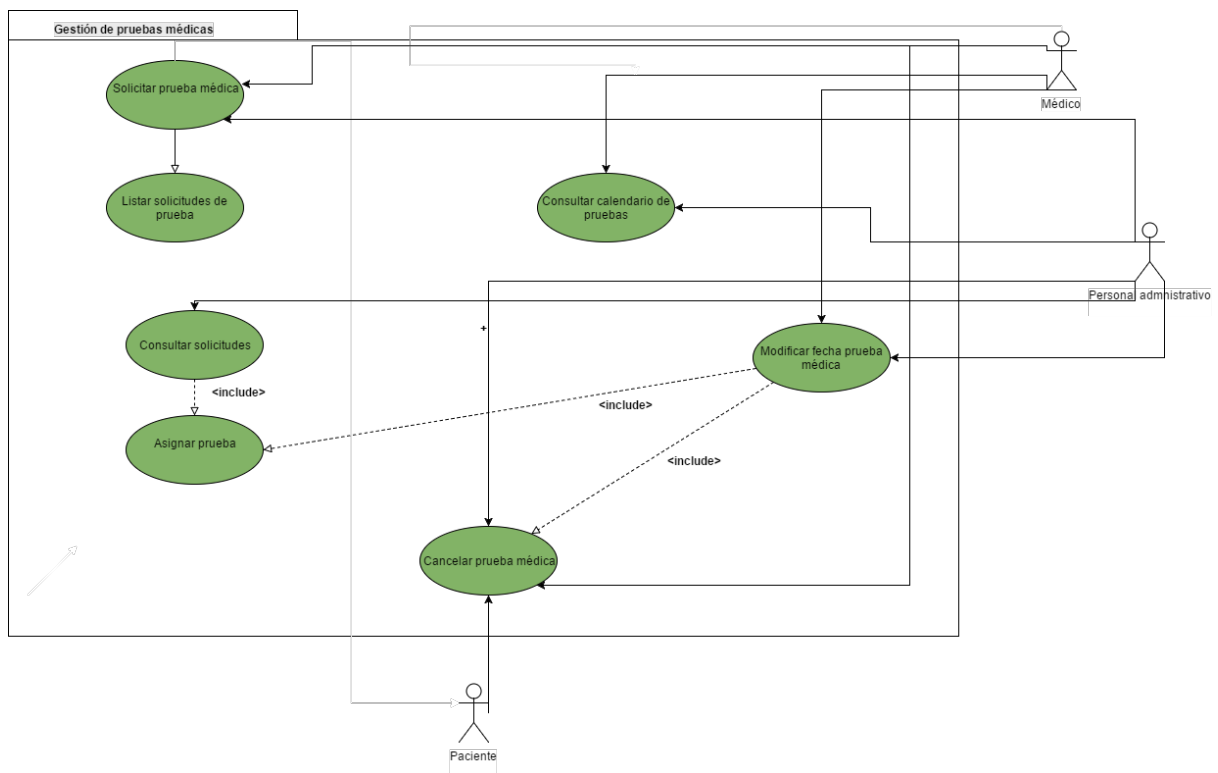 Gestión de pruebas médicas
Solicitar prueba médica
Médico
Listar solicitudes de
prueba
Consultar calendario de
pruebas
Personal admnistrativo
Consultar solicitudes
+
Modificar fecha prueba
médica
<include>
<include>
Asignar prueba
<include>
Cancelar prueba médica
Paciente